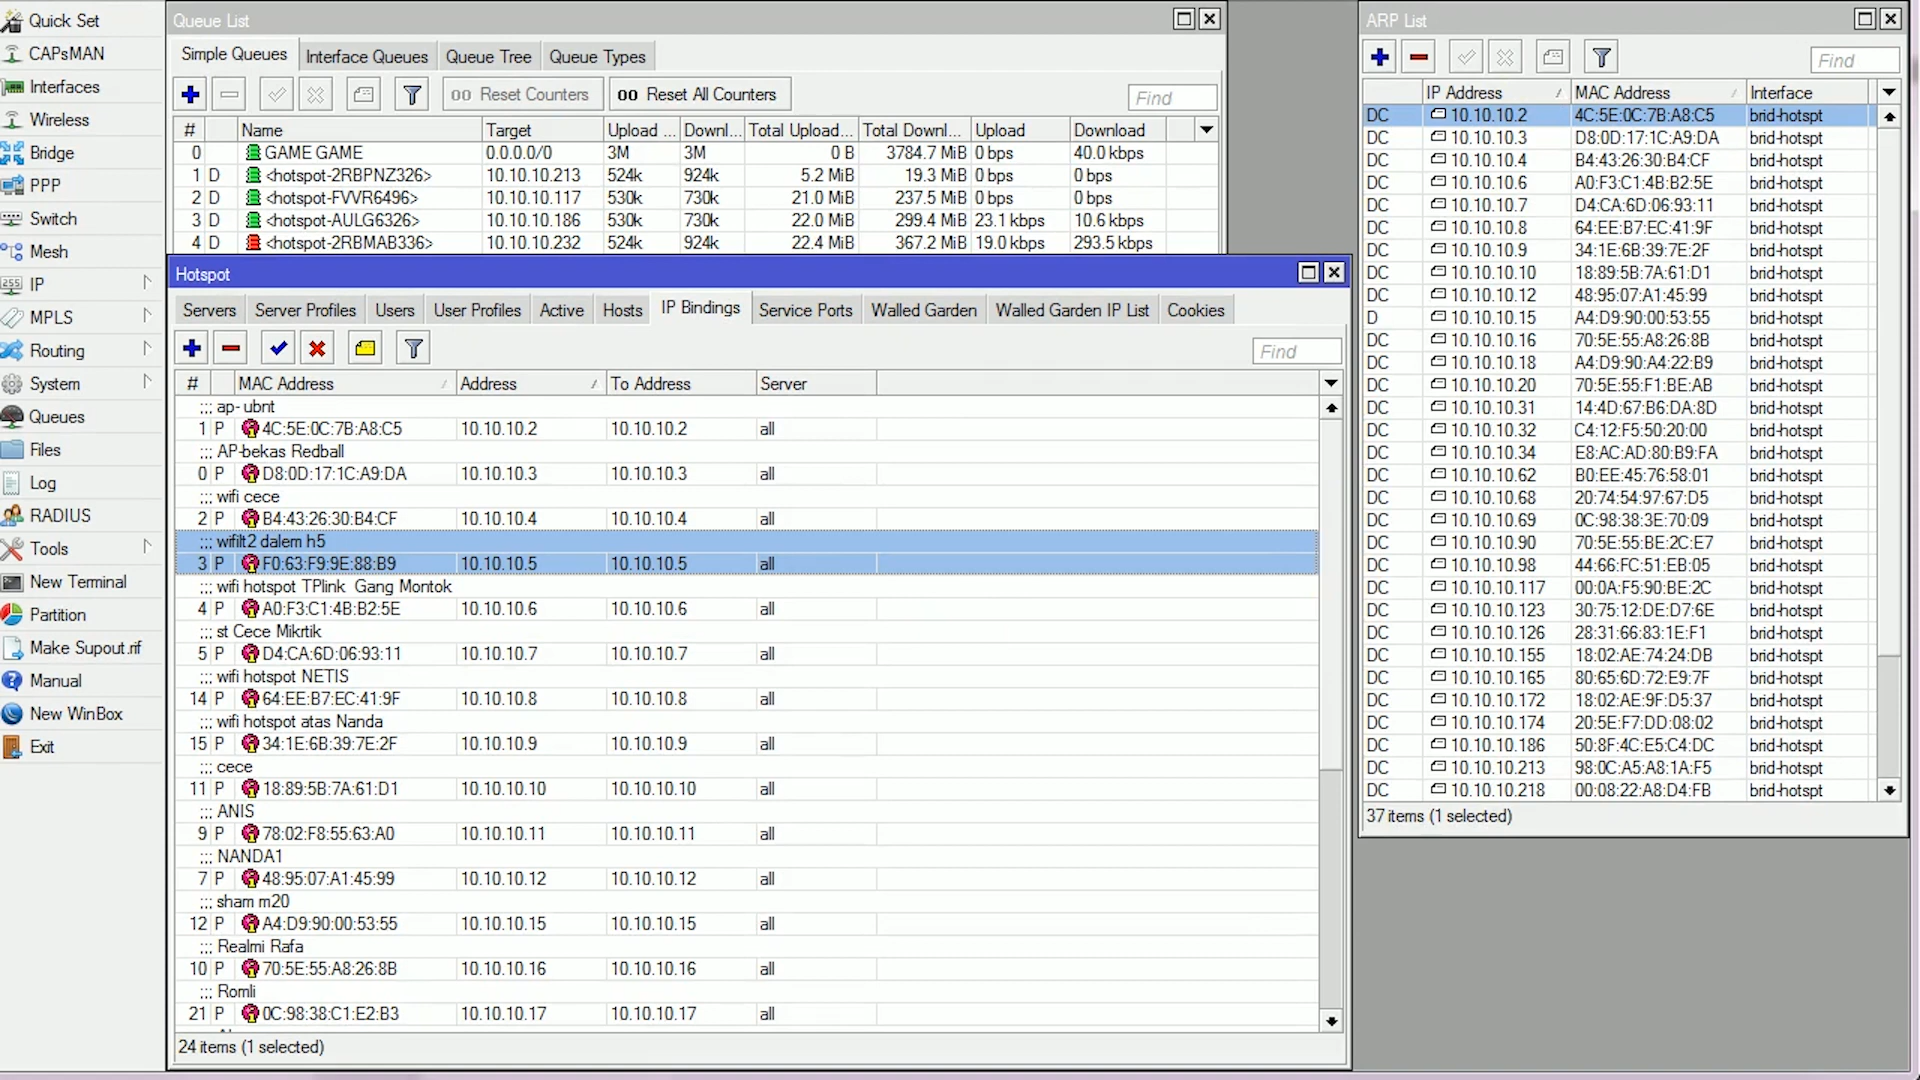 Quick Set
CAPsMAN
Interfaces
Wireless
Bridge
PPP
Switch
Mesh
255 IP
MPLS
Routing
System
Queues
Files
Log
RADIUS
Tools
New Terminal
Partition
Make Supout.rif
Manual
New WinBox
Exit
Queue List
Simple Queues Interface Queues Queue Tree Queue Types
00 Reset Counters 00 Reset All Counters Find
# Name Target Upload ... Downl... Total Upload... Total Downl... Upload Download
0 GAME GAME 0.0.0.0/0 3M 3M 0 B 3784.7 MiB 0 bps 40.0 kbps
1 D <hotspot-2RBPNZ326> 10.10.10.213 524k 924k 5.2 MiB 19.3 MiB 0 bps 0 bps
2 D <hotspot-FVVR6496> 10.10.10.117 530k 730k 21.0 MiB 237.5 MiB 0 bps 0 bps
3 D <hotspot-AULG6326> 10.10.10.186 530k 730k 22.0 MiB 299.4 MiB 23.1 kbps 10.6 kbps
4 D <hotspot-2RBMAB336> 10.10.10.232 524k 924k 22.4 MiB 367.2 MiB 19.0 kbps 293.5 kbps
Hotspot
Servers Server Profiles Users User Profiles Active Hosts IP Bindings Service Ports Walled Garden Walled Garden IP List Cookies
Find
# MAC Address Address To Address Server
;;; ap- ubnt
1 P 4C:5E:0C:7B:A8:C5 10.10.10.2 10.10.10.2 all
;;; AP-bekas Redball
0 P D8:0D:17:1C:A9:DA 10.10.10.3 10.10.10.3 all
;;; wfi cece
2 P B4:43:26:30:B4:CF 10.10.10.4 10.10.10.4 all
;;; wifilt2 dalem h5
3 P F0:63:F9:9E:88:B9 10.10.10.5 10.10.10.5 all
;;; wifi hotspot TPlink Gang Montok
4 P A0:F3:C1:4B:B2:5E 10.10.10.6 10.10.10.6 all
;;; st Cece Mikrtik
5 P D4:CA:6D:06:93:11 10.10.10.7 10.10.10.7 all
;;; wifi hotspot NETIS
14 P 64:EE:B7:EC:41:9F 10.10.10.8 10.10.10.8 all
;;; wifi hotspot atas Nanda
15 P 34:1E:6B:39:7E:2F 10.10.10.9 10.10.10.9 all
;;; cece
11 P 18:89:5B:7A:61:D1 10.10.10.10 10.10.10.10 all
;;; ANIS
9 P 78:02:F8:55:63:A0 10.10.10.11 10.10.10.11 all
;;; NANDA1
7 P 48:95:07:A1:45:99 10.10.10.12 10.10.10.12 all
;;; sham m20
12 P A4:D9:90:00:53:55 10.10.10.15 10.10.10.15 all
;;; Realmi Rafa
10 P 70:5E:55:A8:26:8B 10.10.10.16 10.10.10.16 all
;;; Romli
21 P 0C:98:38:C1:E2:B3 10.10.10.17 10.10.10.17 all
24 items (1 selected)
ARP List
Find
IP Address MAC Address Interface
DC 10.10.10.2 4C:5E:0C:7B:A8:C5 brid-hotspt
DC 10.10.10.3 D8:0D:17:1C:A9:DA brid-hotspt
DC 10.10.10.4 B4:43:26:30:B4:CF brid-hotspt
DC 10.10.10.6 A0:F3:C1:4B:B2:5E brid-hotspt
DC 10.10.10.7 D4:CA:6D:06:93:11 brid-hotspt
DC 10.10.10.8 64:EE:B7:EC:41:9F brid-hotspt
DC 10.10.10.9 34:1E:6B:39:7E:2F brid-hotspt
DC 10.10.10.10 18:89:5B:7A:61:D1 brid-hotspt
DC 10.10.10.12 48:95:07:A1:45:99 brid-hotspt
D 10.10.10.15 A4:D9:90:00:53:55 brid-hotspt
DC 10.10.10.16 70:5E:55:A8:26:8B brid-hotspt
DC 10.10.10.18 A4:D9:90:A4:22:B9 brid-hotspt
DC 10.10.10.20 70:5E:55:F1:BE:AB brid-hotspt
DC 10.10.10.31 14:4D:67:B6:DA:8D brid-hotspt
DC 10.10.10.32 C4:12:F5:50:20:00 brid-hotspt
DC 10.10.10.34 E8:AC:AD:80:B9:FA brid-hotspt
DC 10.10.10.62 B0:EE:45:76:58:01 brid-hotspt
DC 10.10.10.68 20:74:54:97:67:D5 brid-hotspt
DC 10.10.10.69 0C:98:38:3E:70:09 brid-hotspt
DC 10.10.10.90 70:5E:55:BE:2C:E7 brid-hotspt
DC 10.10.10.98 44:66:FC:51:EB:05 brid-hotspt
DC 10.10.10.117 00:0A:F5:90:BE:2C brid-hotspt
DC 10.10.10.123 30:75:12:DE:D7:6E brid-hotspt
DC 10.10.10.126 28:31:66:83:1E:F1 brid-hotspt
DC 10.10.10.155 18:02:AE:74:24:DB brid-hotspt
DC 10.10.10.165 80:65:6D:72:E9:7F brid-hotspt
DC 10.10.10.172 18:02:AE:9F:D5:37 brid-hotspt
DC 10.10.10.174 20:5E:F7:DD:08:02 brid-hotspt
DC 10.10.10.186 50:8F:4C:E5:C4:DC brid-hotspt
DC 10.10.10.213 98:0C:A5:A8:1A:F5 brid-hotspt
DC 10.10.10.218 00:08:22:A8:D4:FB brid-hotspt
37 items (1 selected)